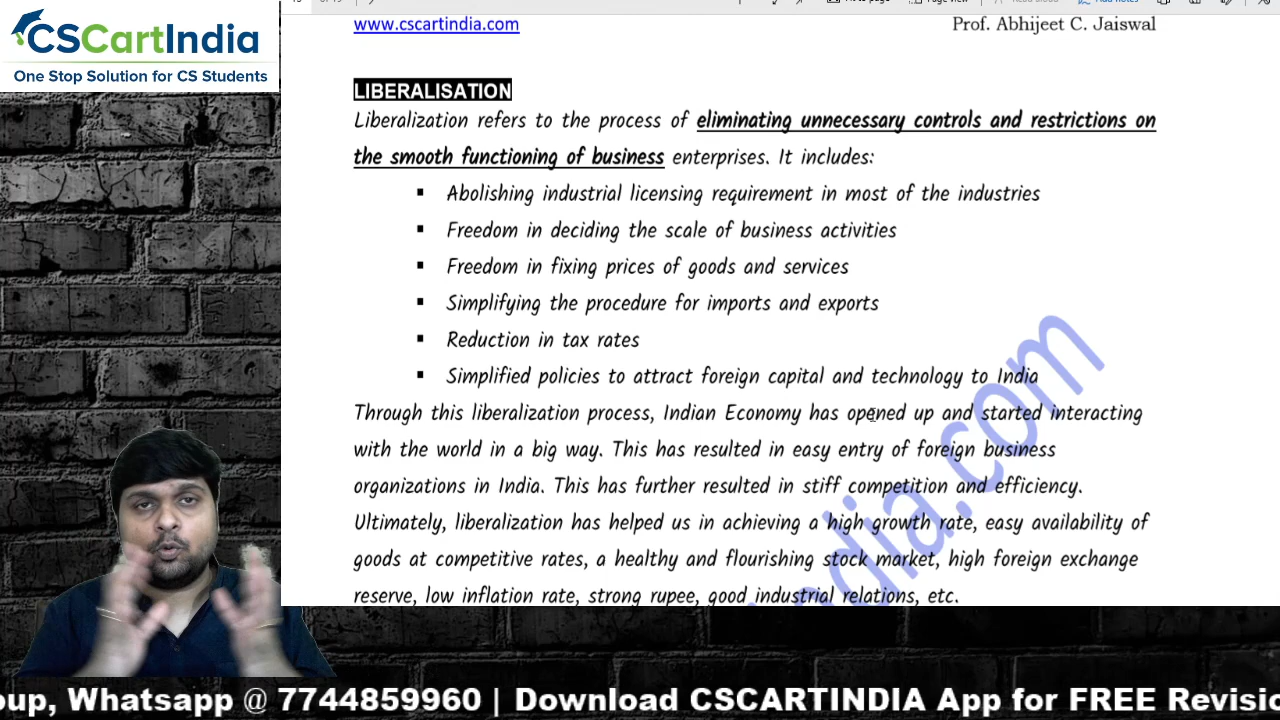 CSCartIndia
One Stop Solution for CS Students
www.cscartindia.com
Prof. Abhijeet C. Jaiswal
LIBERALISATION
Liberalization refers to the process of eliminating unnecessary controls and restrictions on
the smooth functioning of business enterprises. It includes:
▪ Abolishing industrial licensing requirement in most of the industries
▪ Freedom in deciding the scale of business activities
▪ Freedom in fixing prices of goods and services
▪ Simplifying the procedure for imports and exports
▪ Reduction in tax rates
▪ Simplified policies to attract foreign capital and technology to India
Through this liberalization process, Indian Economy has opened up and started interacting
with the world in a big way. This has resulted in easy entry of foreign business
organizations in India. This has further resulted in stiff competition and efficiency.
Ultimately, liberalization has helped us in achieving a high growth rate, easy availability of
goods at competitive rates, a healthy and flourishing stock market, high foreign exchange
reserve, low inflation rate, strong rupee, good industrial relations, etc.
india.com
oup, Whatsapp @ 7744859960 | Download CSCARTINDIA App for FREE Revisio